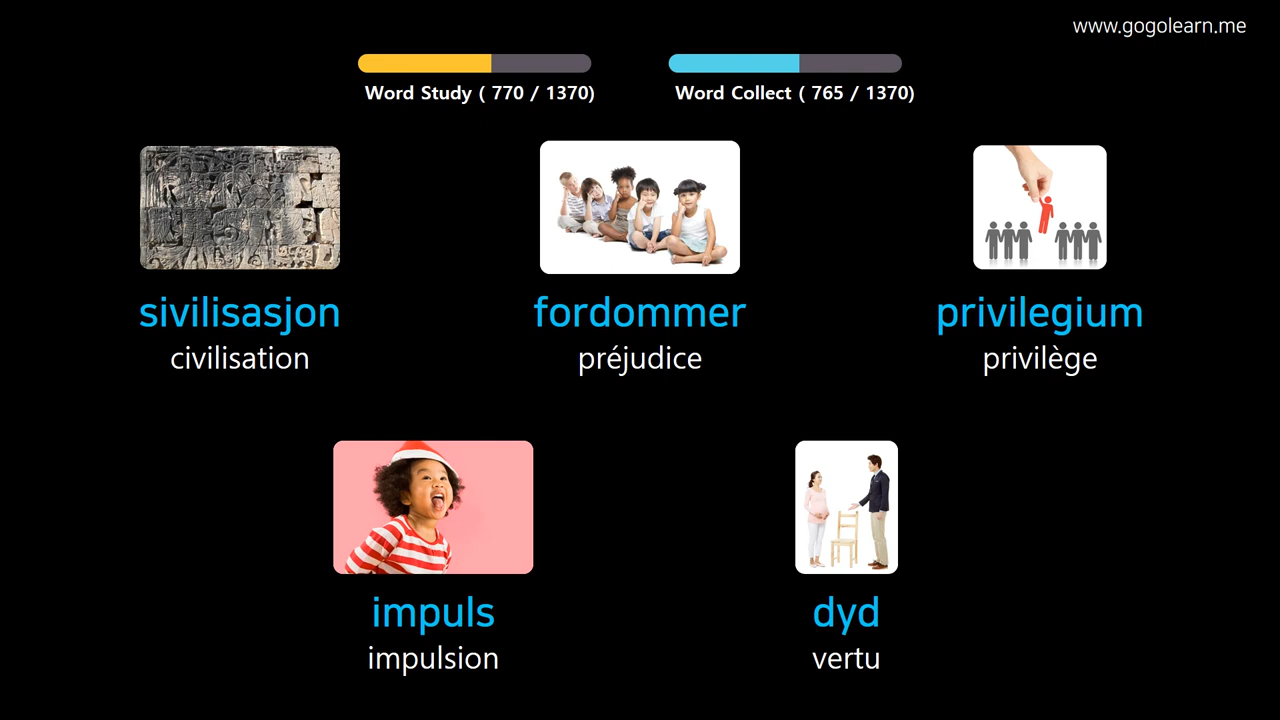 www.gogolearn.me
Word Study ( 770 / 1370)
Word Collect ( 765 / 1370)
sivilisasjon
civilisation
fordommer
préjudice
privilegium
privilège
impuls
impulsion
dyd
vertu